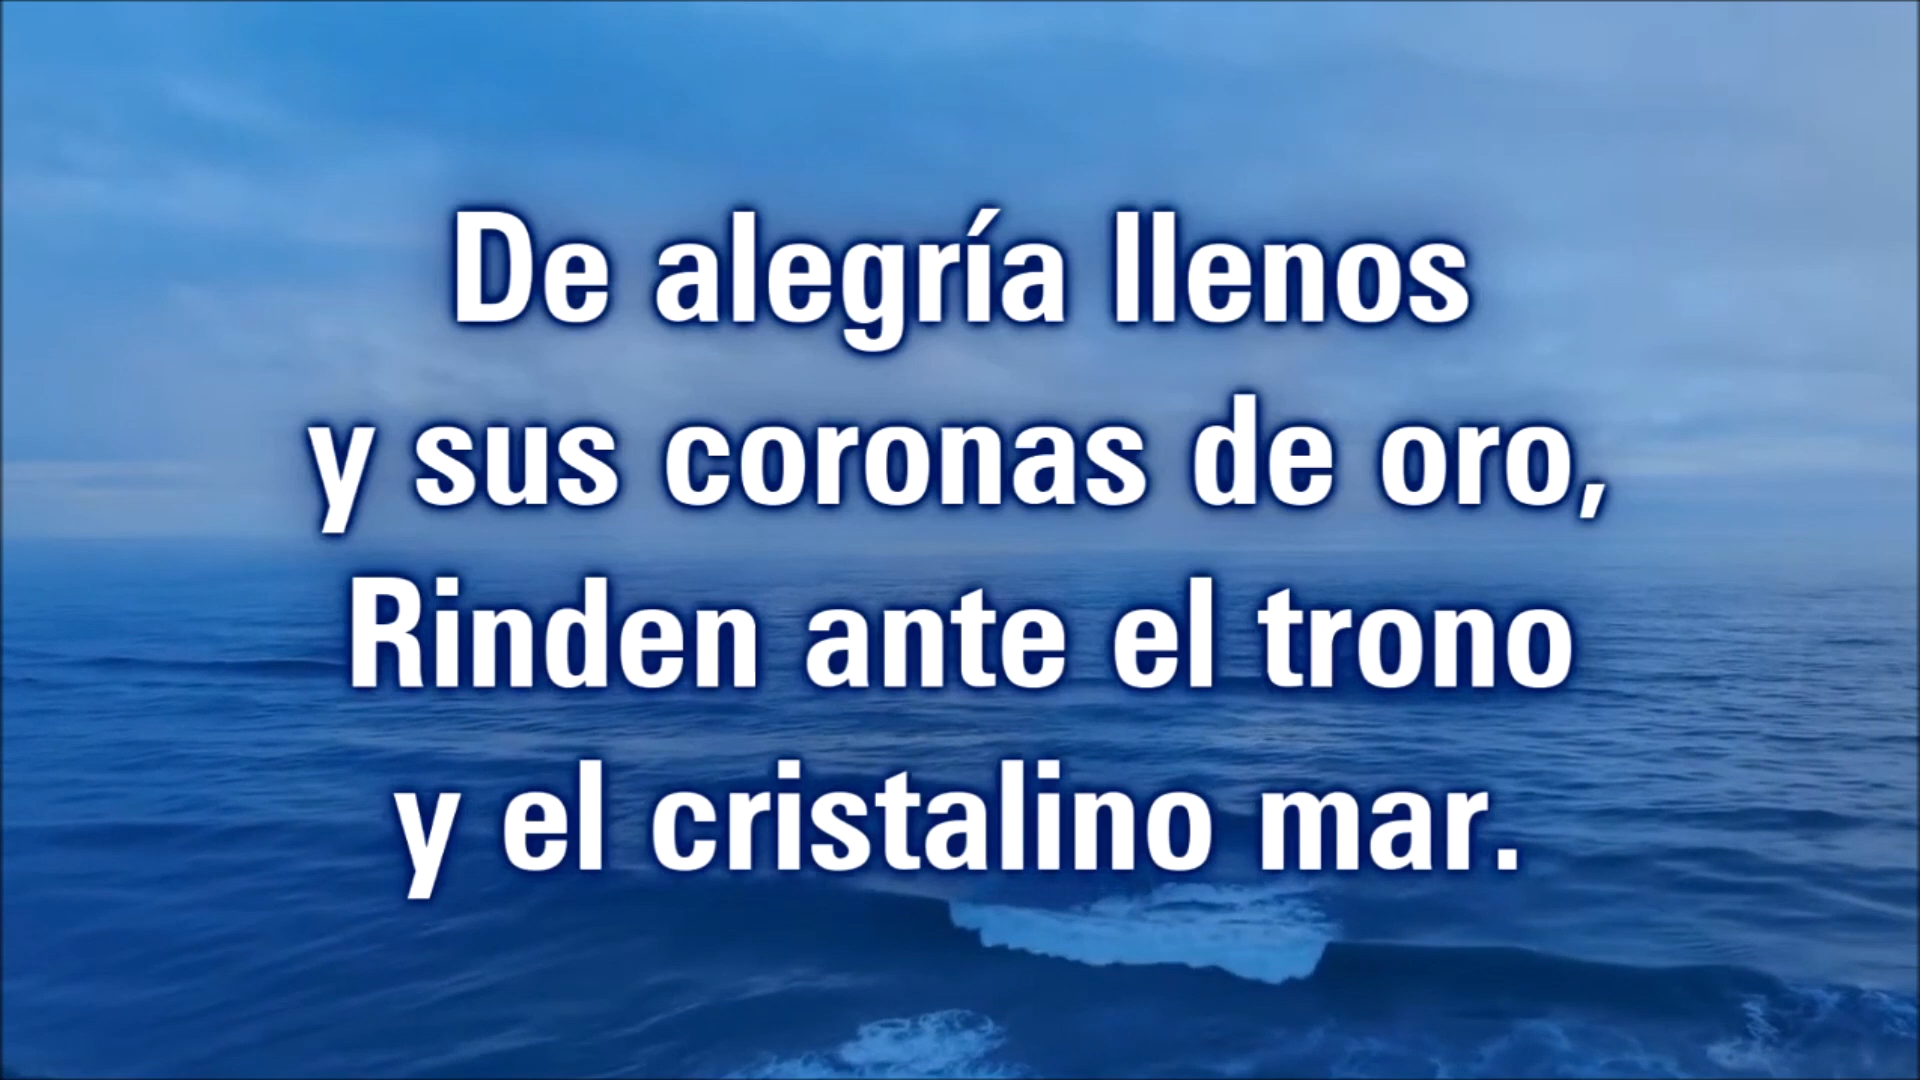 De alegría llenos
y sus coronas de oro,
Rinden ante el trono
y el cristalino mar.